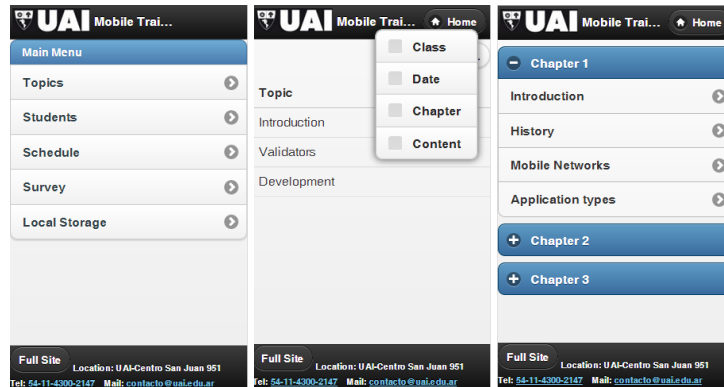 UAI Mobile Trai...
Main Menu
Topics
Students
Schedule
Survey
Local Storage
Full Site
Location: UAI-Centro San Juan 951
Tel: 54-11-4300-2147 Mail: contacto@uai.edu.ar
UAI Mobile Trai... Home
Class
Date
Chapter
Content
Topic
Introduction
Validators
Development
Full Site
Location: UAI-Centro San Juan 951
Tel: 54-11-4300-2147 Mail: contacto@uai.edu.ar
UAI Mobile Trai... Home
Chapter 1
Introduction
History
Mobile Networks
Application types
Chapter 2
Chapter 3
Full Site
Location: UAI-Centro San Juan 951
Tel: 54-11-4300-2147 Mail: contacto@uai.edu.ar